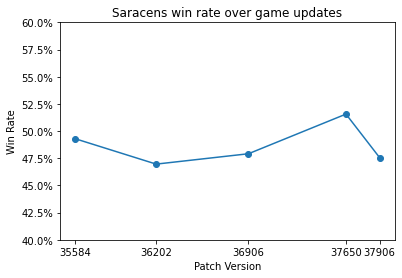 Saracens win rate over game updates
60.0%
57.5%
55.0%
52.5%
50.0%
47.5%
45.0%
42.5%
40.0%
Win Rate
35584 36202 36906 37650 37906
Patch Version